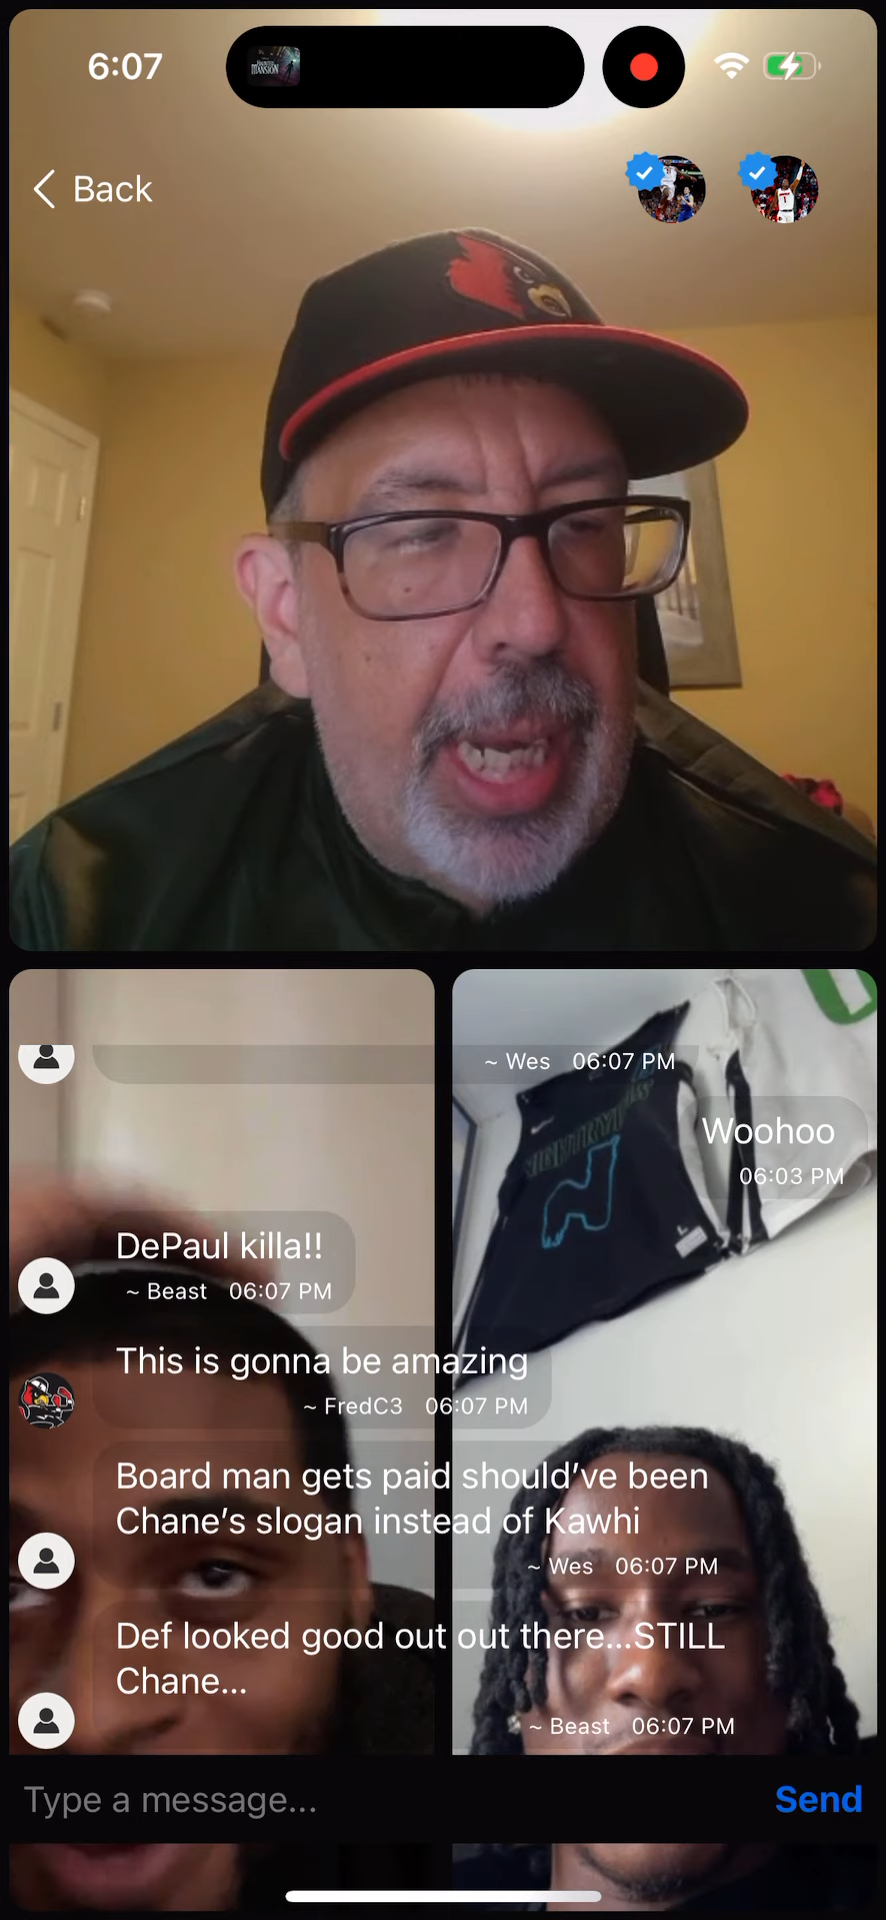 6:07
MANSION
Back
~ Wes 06:07 PM
Woohoo
06:03 PM
DePaul killa!!
~ Beast 06:07 PM
This is gonna be amazing
~ FredC3 06:07 PM
Board man gets paid should’ve been
Chane’s slogan instead of Kawhi
~ Wes 06:07 PM
Def looked good out out there...STILL
Chane...
~ Beast 06:07 PM
Type a message...
Send